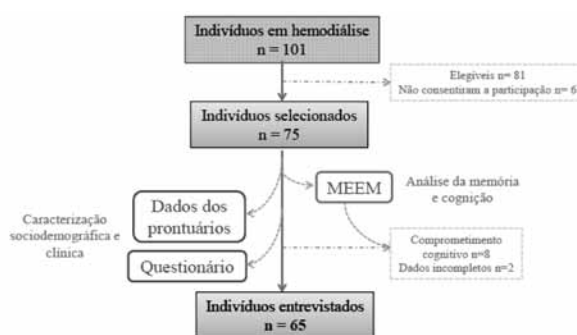 Indivíduos em hemodiálise
n = 101
Elegíveis n= 81
Não consentiram a participação n= 6
Indivíduos selecionados
n = 75
MEEM
Análise da memória
e cognição
Dados dos
prontuários
Caracterização
sociodemográfica e
clínica
Questionário
Comprometimento
cognitivo n=8
Dados incompletos n=2
Indivíduos entrevistados
n = 65